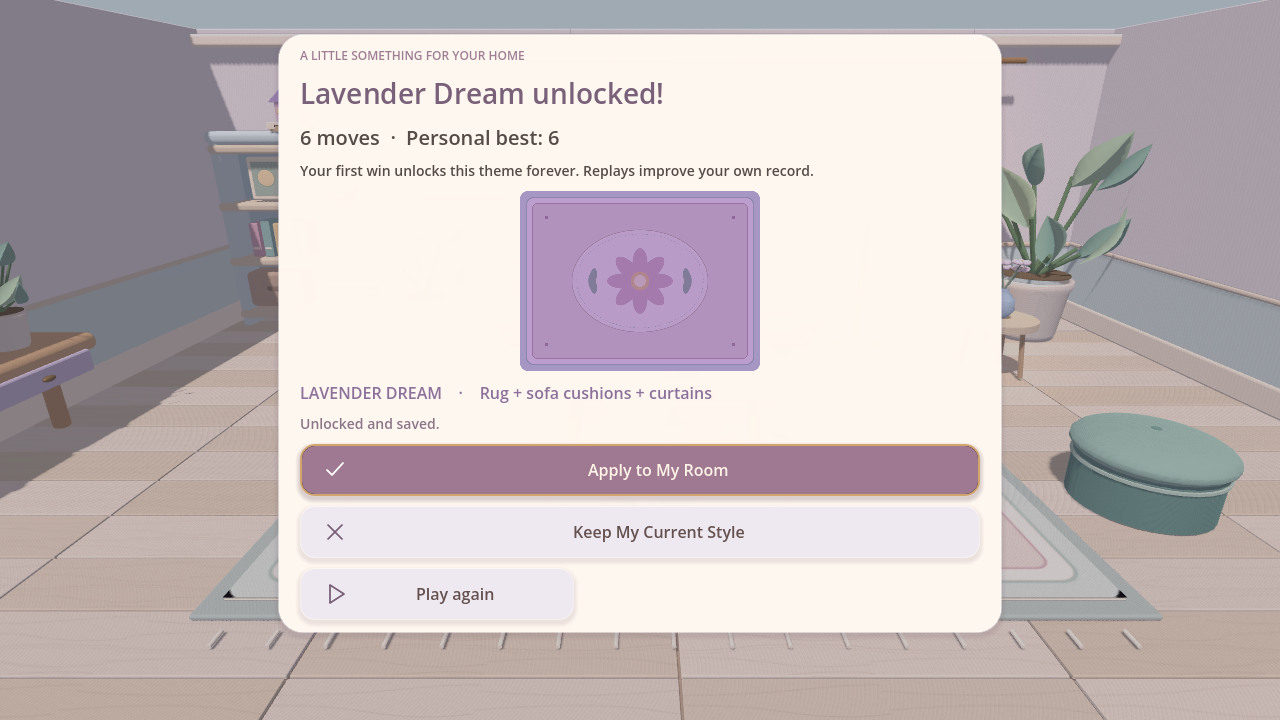 A LITTLE SOMETHING FOR YOUR HOME
Lavender Dream unlocked!
6 moves · Personal best: 6
Your first win unlocks this theme forever. Replays improve your own record.
LAVENDER DREAM · Rug + sofa cushions + curtains
Unlocked and saved.
Apply to My Room
Keep My Current Style
Play again